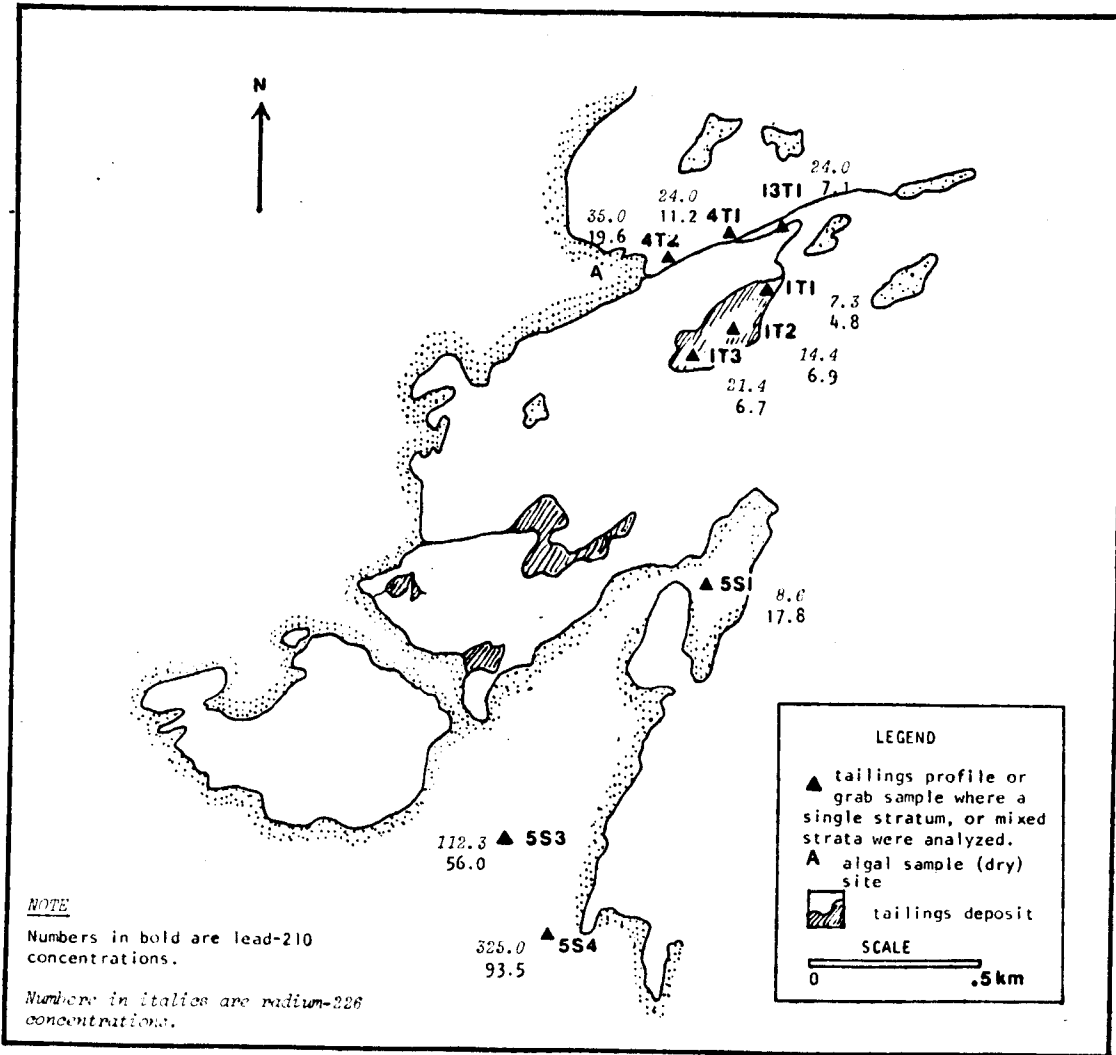 N
24.0
13T1
7.1
24.0
11.2
4T1
35.0
19.6
4T2
A
1T1
7.3
4.8
1T2
14.4
6.9
1T3
21.4
6.7
5S1
8.6
17.8
112.3
56.0
5S3
325.0
93.5
5S4
LEGEND
tailings profile or
grab sample where a
single stratum, or mixed
strata were analyzed.
A algal sample (dry)
site
tailings deposit
SCALE
0 .5 km
NOTE
Numbers in bold are lead-210
concentrations.
Numbers in italics are radium-226
concentrations.